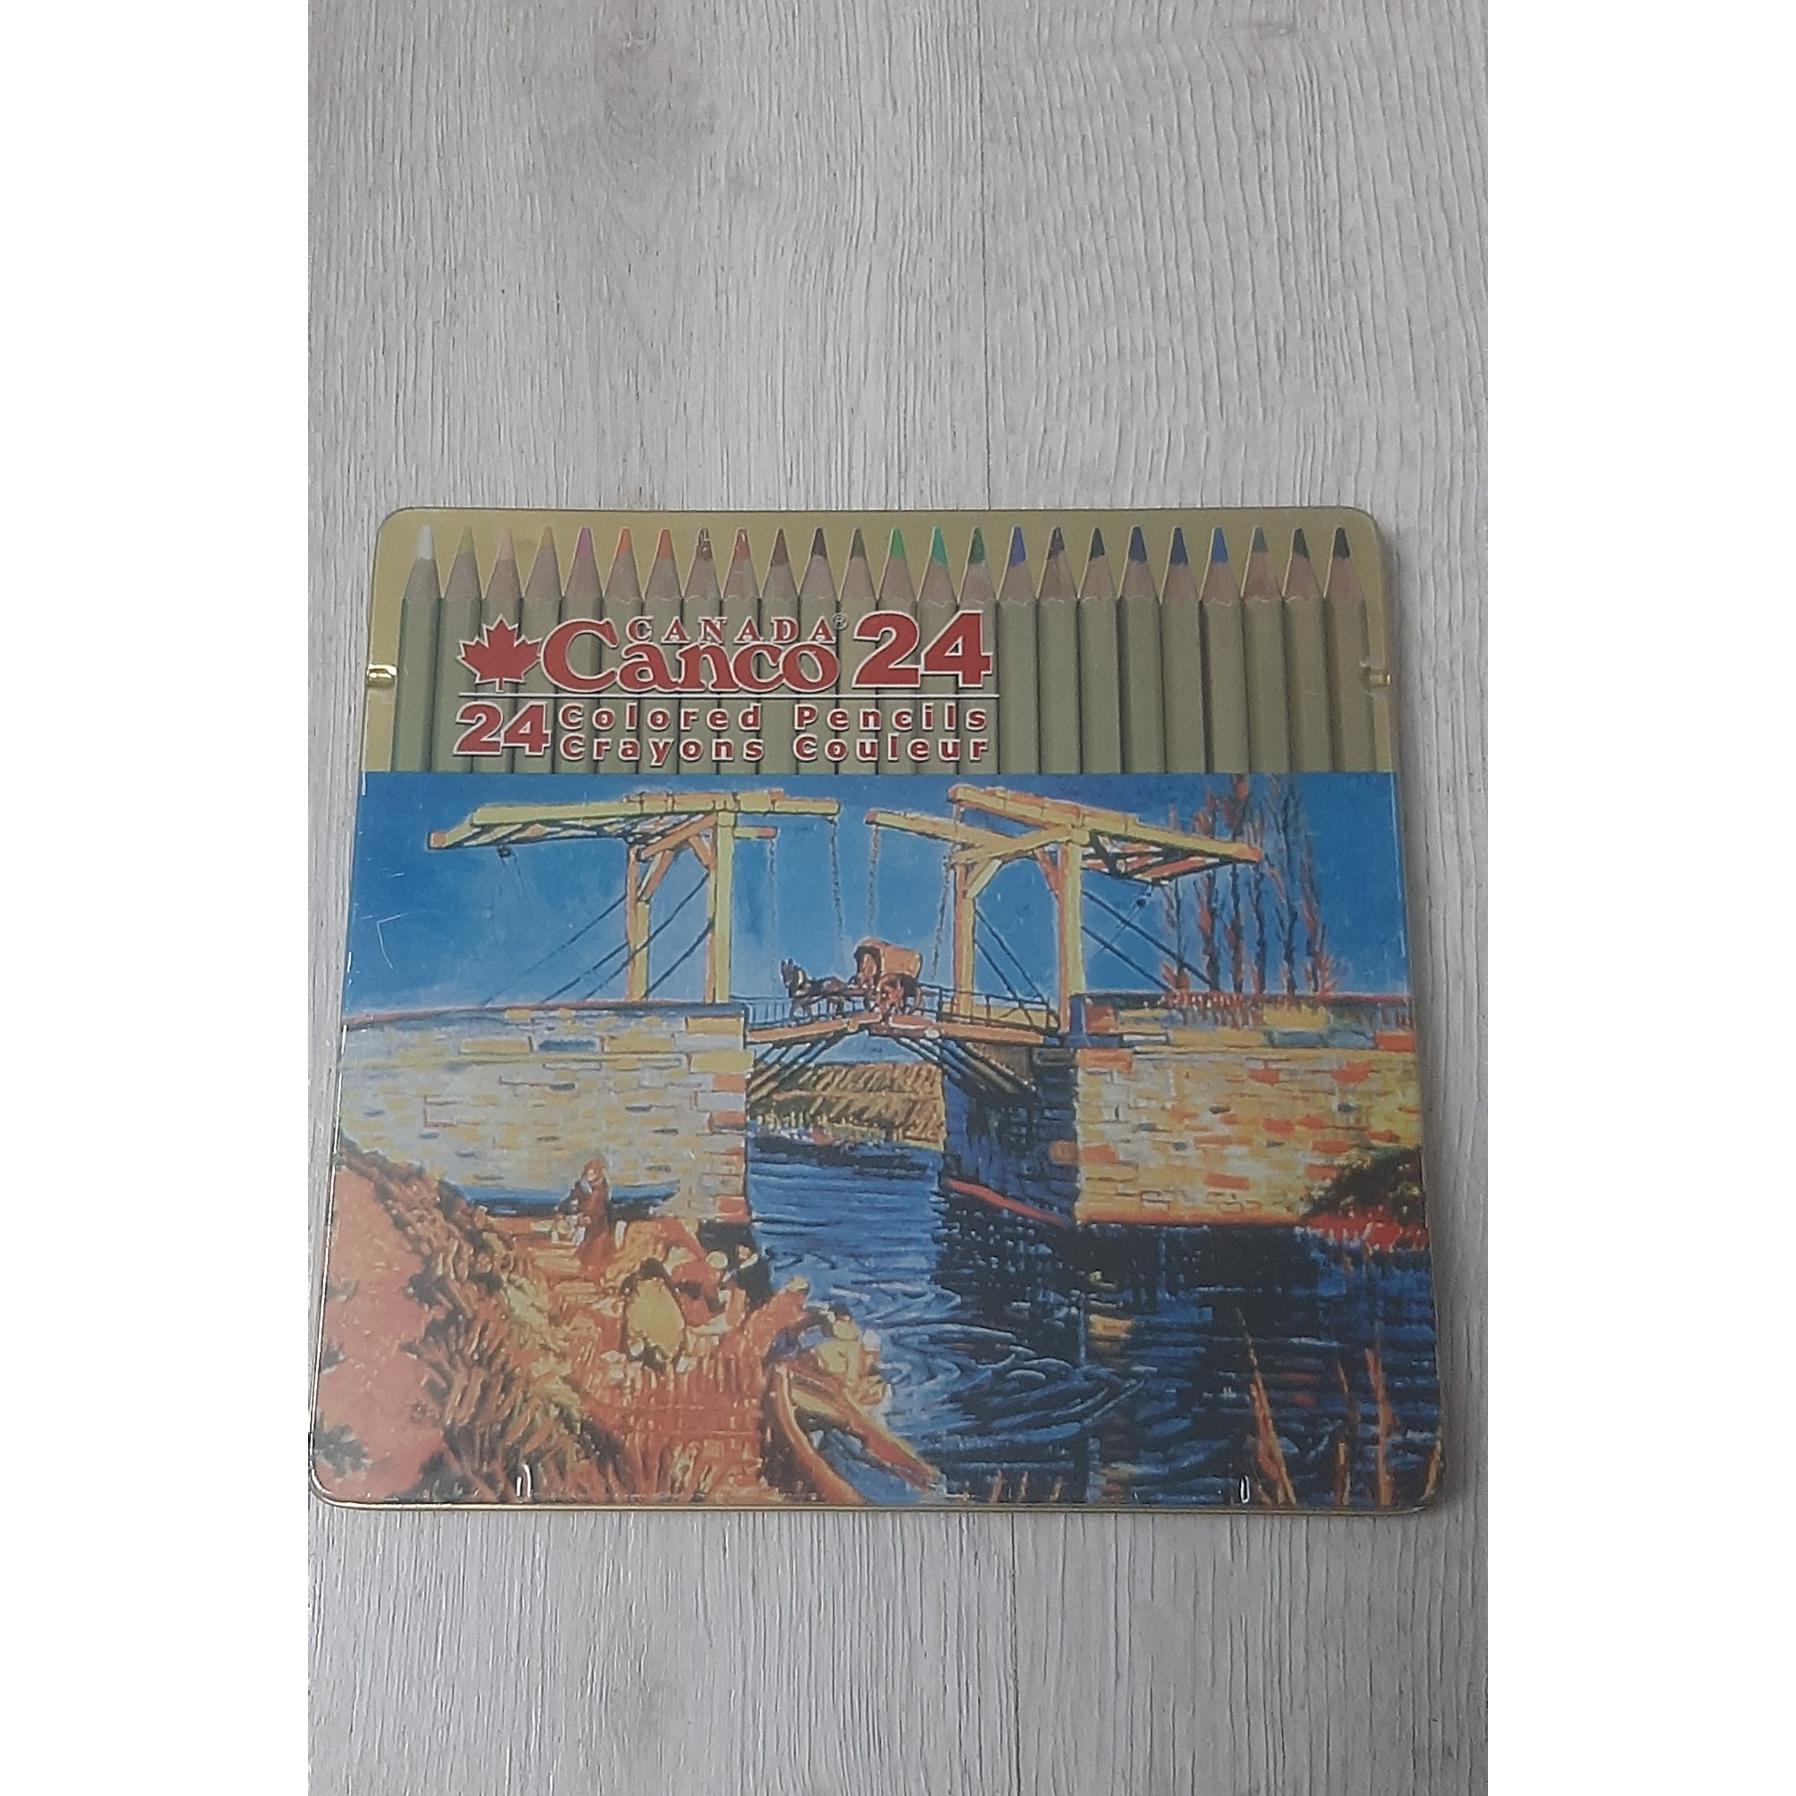 CANADA®
Canco 24
24 Colored Pencils
Crayons Couleur